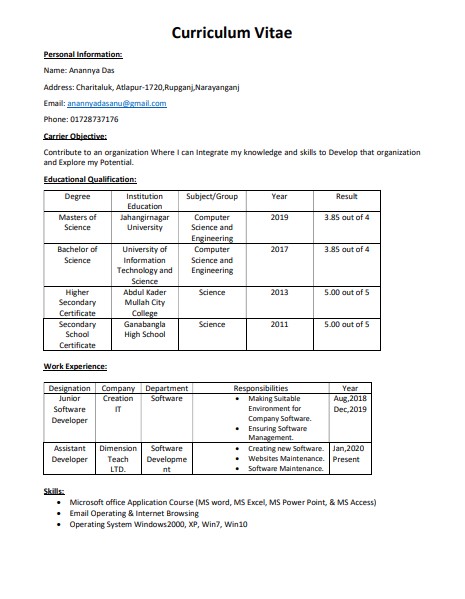 Curriculum Vitae
Personal Information:
Name: Anannya Das
Address: Charitaluk, Atlapur-1720,Rupganj,Narayanganj
Email: anannyadasanu@gmail.com
Phone: 01728737176
Carrier Objective:
Contribute to an organization Where I can Integrate my knowledge and skills to Develop that organization
and Explore my Potential.
Educational Qualification:
Degree Institution Education Subject/Group Year Result
Masters of Science Jahangirnagar University Computer Science and Engineering 2019 3.85 out of 4
Bachelor of Science University of Information Technology and Science Computer Science and Engineering 2017 3.85 out of 4
Higher Secondary Certificate Abdul Kader Mullah City College Science 2013 5.00 out of 5
Secondary School Certificate Ganabangla High School Science 2011 5.00 out of 5
Work Experience:
Designation Company Department Responsibilities Year
Junior Software Developer Creation IT Software • Making Suitable Environment for Company Software. • Ensuring Software Management. Aug,2018 Dec,2019
Assistant Developer Dimension Teach LTD. Software Developme nt • Creating new Software. • Websites Maintenance. • Software Maintenance. Jan,2020 Present
Skills:
• Microsoft office Application Course (MS word, MS Excel, MS Power Point, & MS Access)
• Email Operating & Internet Browsing
• Operating System Windows2000, XP, Win7, Win10